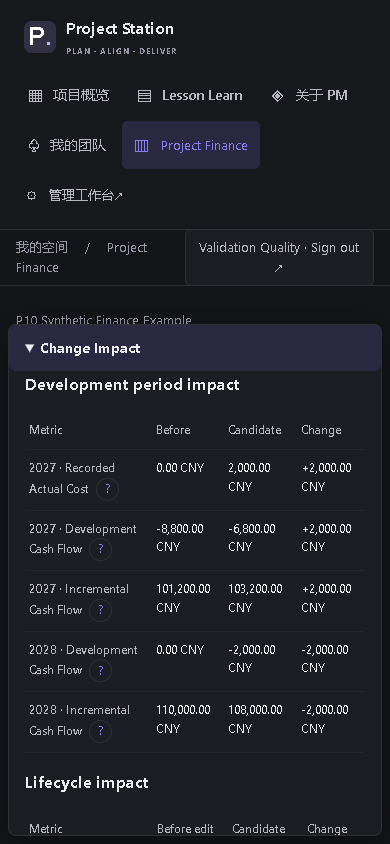 P.
Project Station
PLAN · ALIGN · DELIVER
项目概览
Lesson Learn
关于 PM
我的团队
Project Finance
管理工作台↗
我的空间 / Project Finance
Validation Quality · Sign out ↗
P10 Synthetic Finance Example
▼ Change Impact
Development period impact
Metric Before Candidate Change
2027 · Recorded Actual Cost ? 0.00 CNY 2,000.00 CNY +2,000.00 CNY
2027 · Development Cash Flow ? -8,800.00 CNY -6,800.00 CNY +2,000.00 CNY
2027 · Incremental Cash Flow ? 101,200.00 CNY 103,200.00 CNY +2,000.00 CNY
2028 · Development Cash Flow ? 0.00 CNY -2,000.00 CNY -2,000.00 CNY
2028 · Incremental Cash Flow ? 110,000.00 CNY 108,000.00 CNY -2,000.00 CNY
Lifecycle impact
Metric Before edit Candidate Change